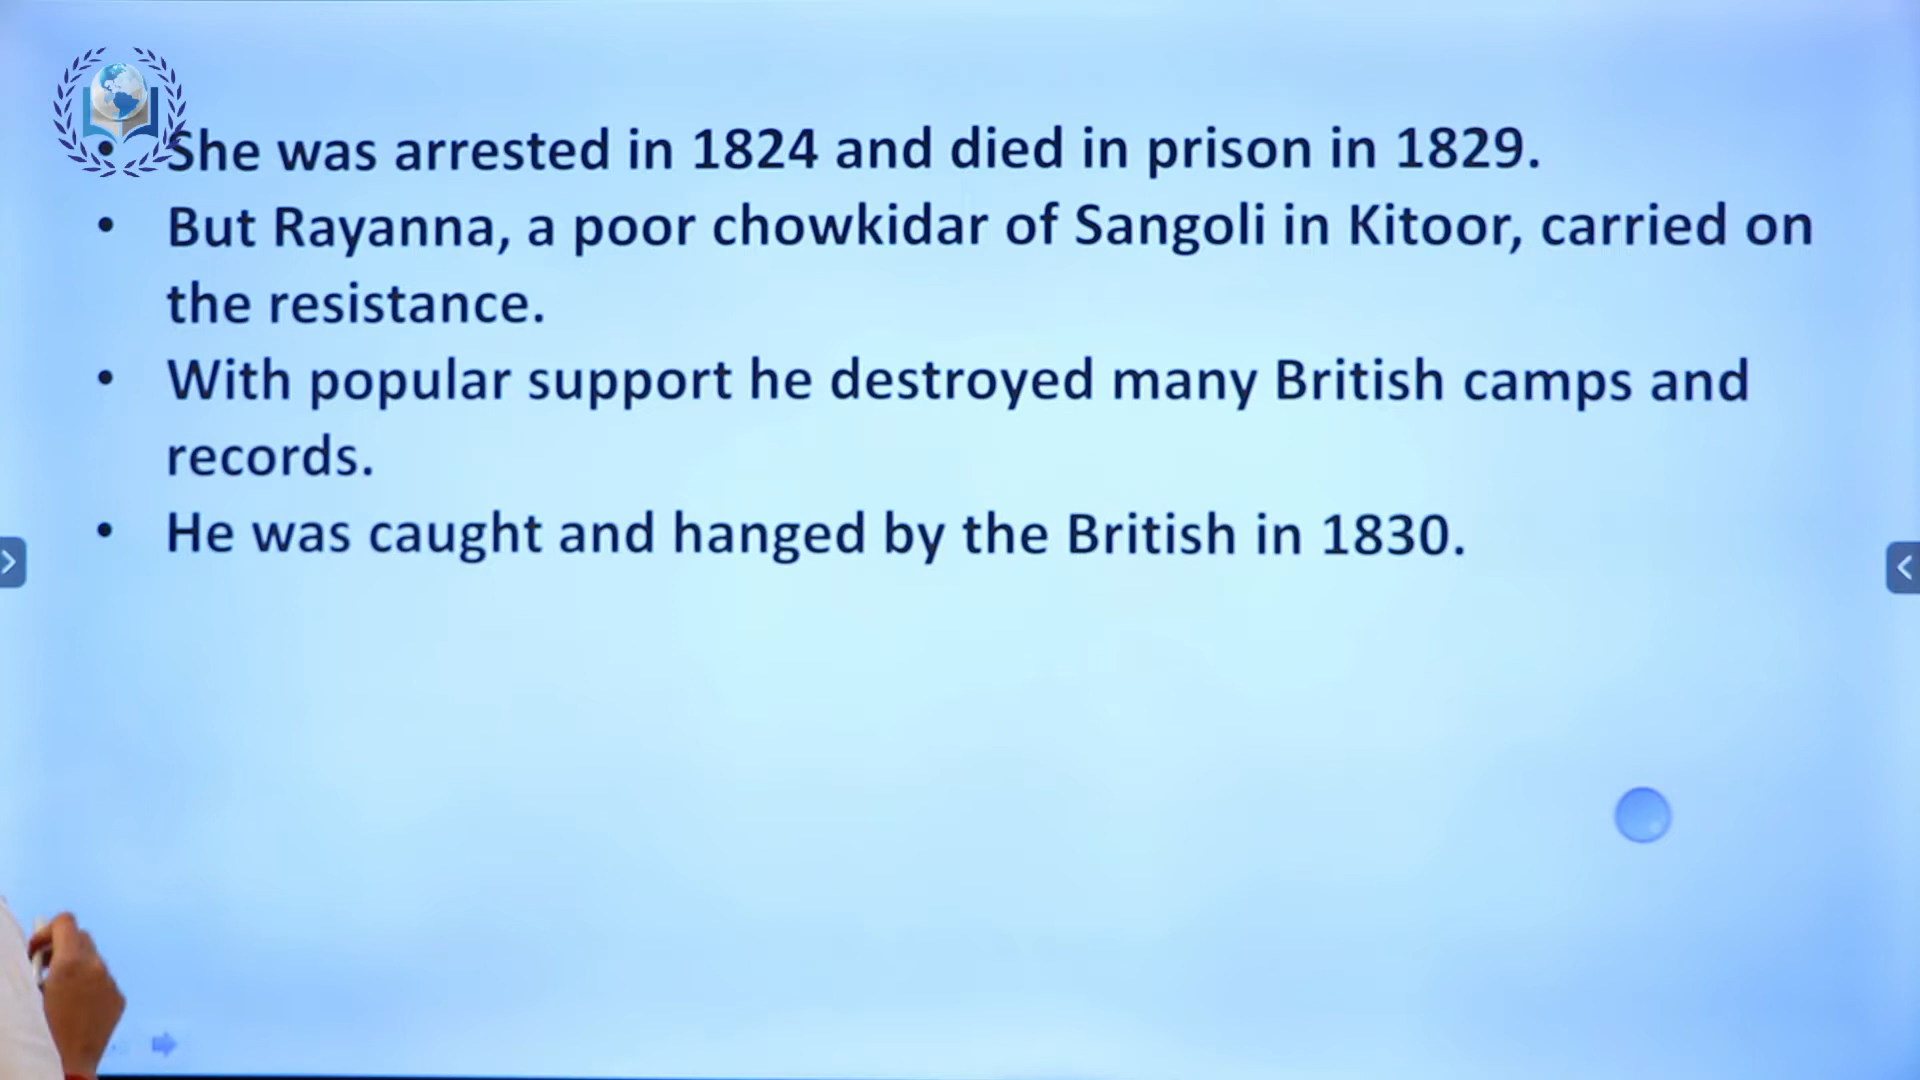 • She was arrested in 1824 and died in prison in 1829.
• But Rayanna, a poor chowkidar of Sangoli in Kitoor, carried on
the resistance.
• With popular support he destroyed many British camps and
records.
• He was caught and hanged by the British in 1830.